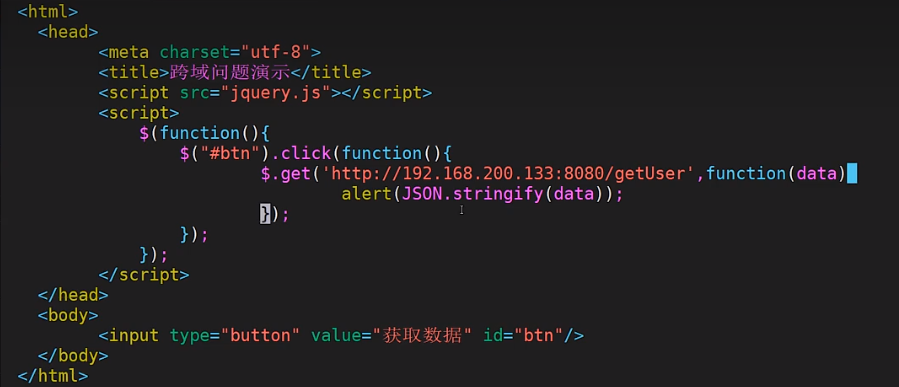 <html>
<head>
<meta charset="utf-8">
<title>跨域问题演示</title>
<script src="jquery.js"></script>
<script>
$(function(){
$("#btn").click(function(){
$.get('http://192.168.200.133:8080/getUser',function(data)
alert(JSON.stringify(data));
});
});
});
</script>
</head>
<body>
<input type="button" value="获取数据" id="btn"/>
</body>
</html>